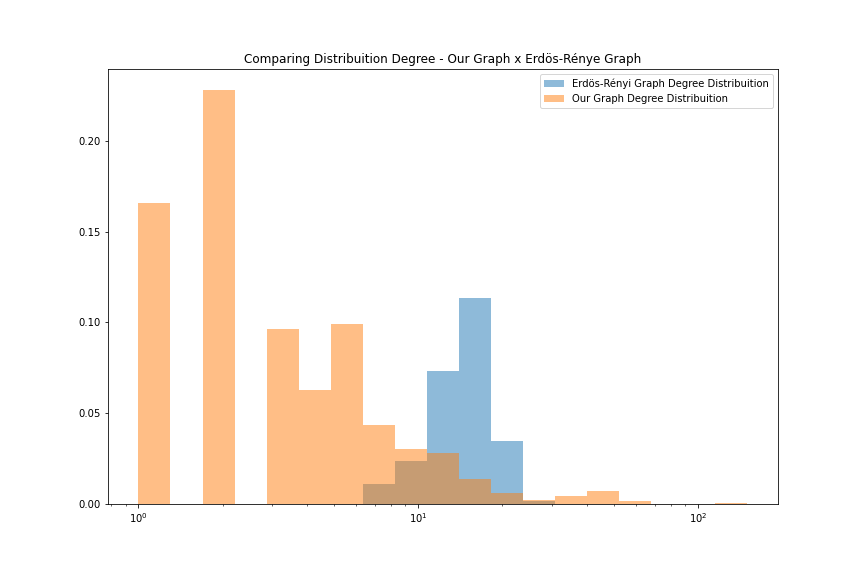 Comparing Distribuition Degree - Our Graph x Erdös-Rénye Graph
Erdös-Rényi Graph Degree Distribuition
Our Graph Degree Distribuition
0.20
0.15
0.10
0.05
0.00
10⁰
10¹
10²